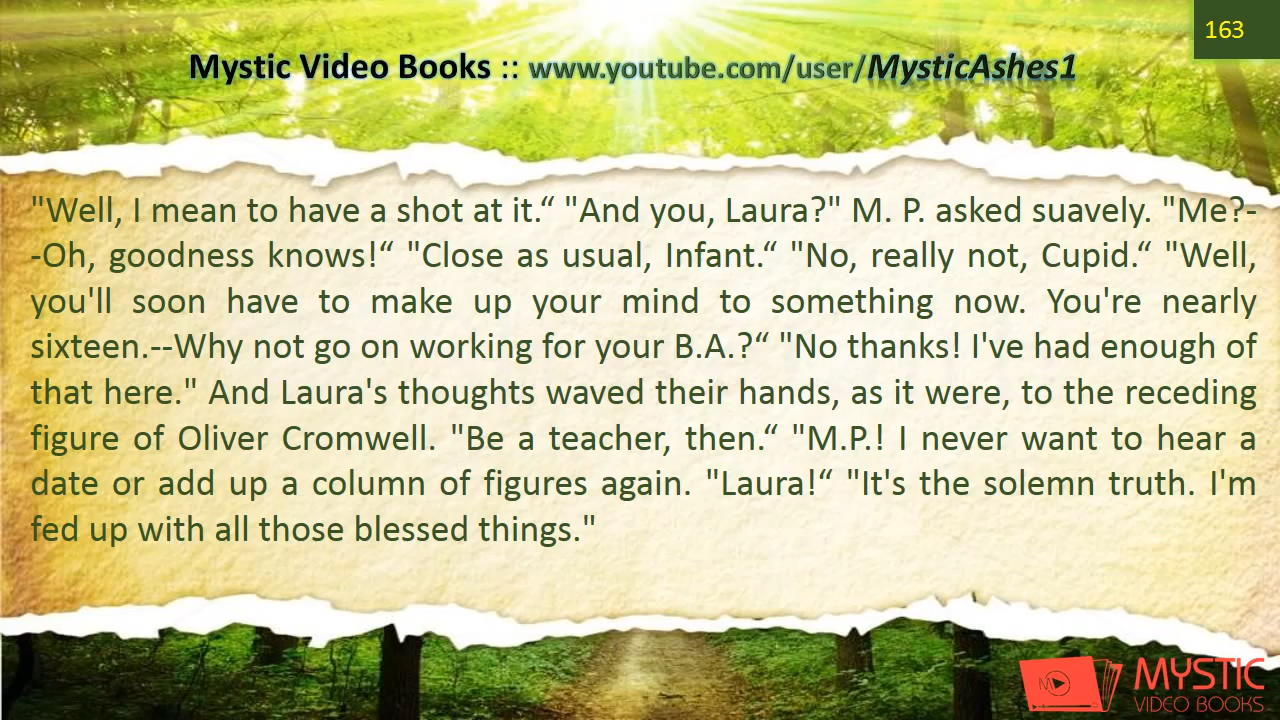 163
Mystic Video Books :: www.youtube.com/user/MysticAshes1
"Well, I mean to have a shot at it.“ "And you, Laura?" M. P. asked suavely. "Me?-
-Oh, goodness knows!“ "Close as usual, Infant.“ "No, really not, Cupid.“ "Well,
you'll soon have to make up your mind to something now. You're nearly
sixteen.--Why not go on working for your B.A.?“ "No thanks! I've had enough of
that here." And Laura's thoughts waved their hands, as it were, to the receding
figure of Oliver Cromwell. "Be a teacher, then.“ "M.P.! I never want to hear a
date or add up a column of figures again. "Laura!“ "It's the solemn truth. I'm
fed up with all those blessed things."
MYSTIC
VIDEO BOOKS